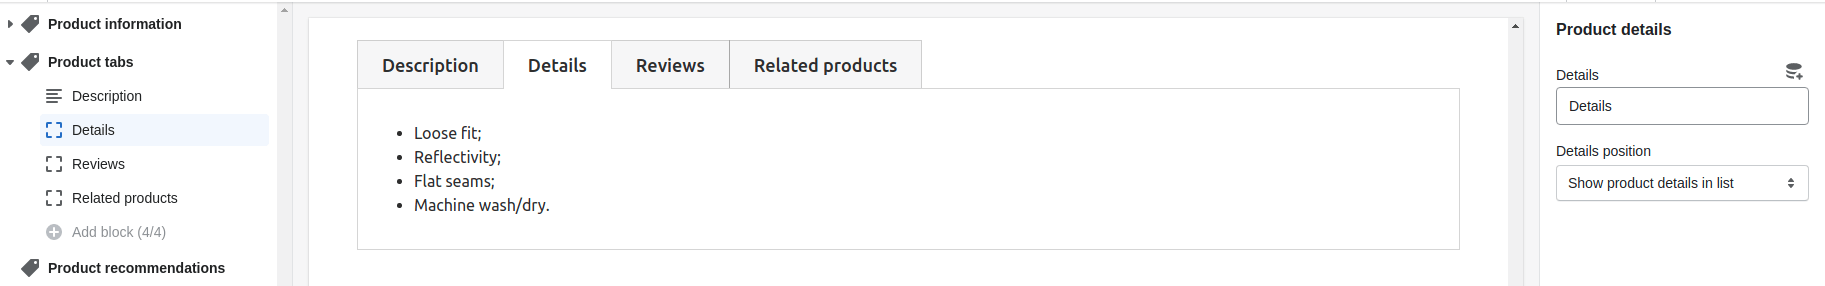 Product information
Product tabs
Description
Details
Reviews
Related products
Add block (4/4)
Product recommendations
Description Details Reviews Related products
Loose fit;
Reflectivity;
Flat seams;
Machine wash/dry.
Product details
Details
Details
Details position
Show product details in list